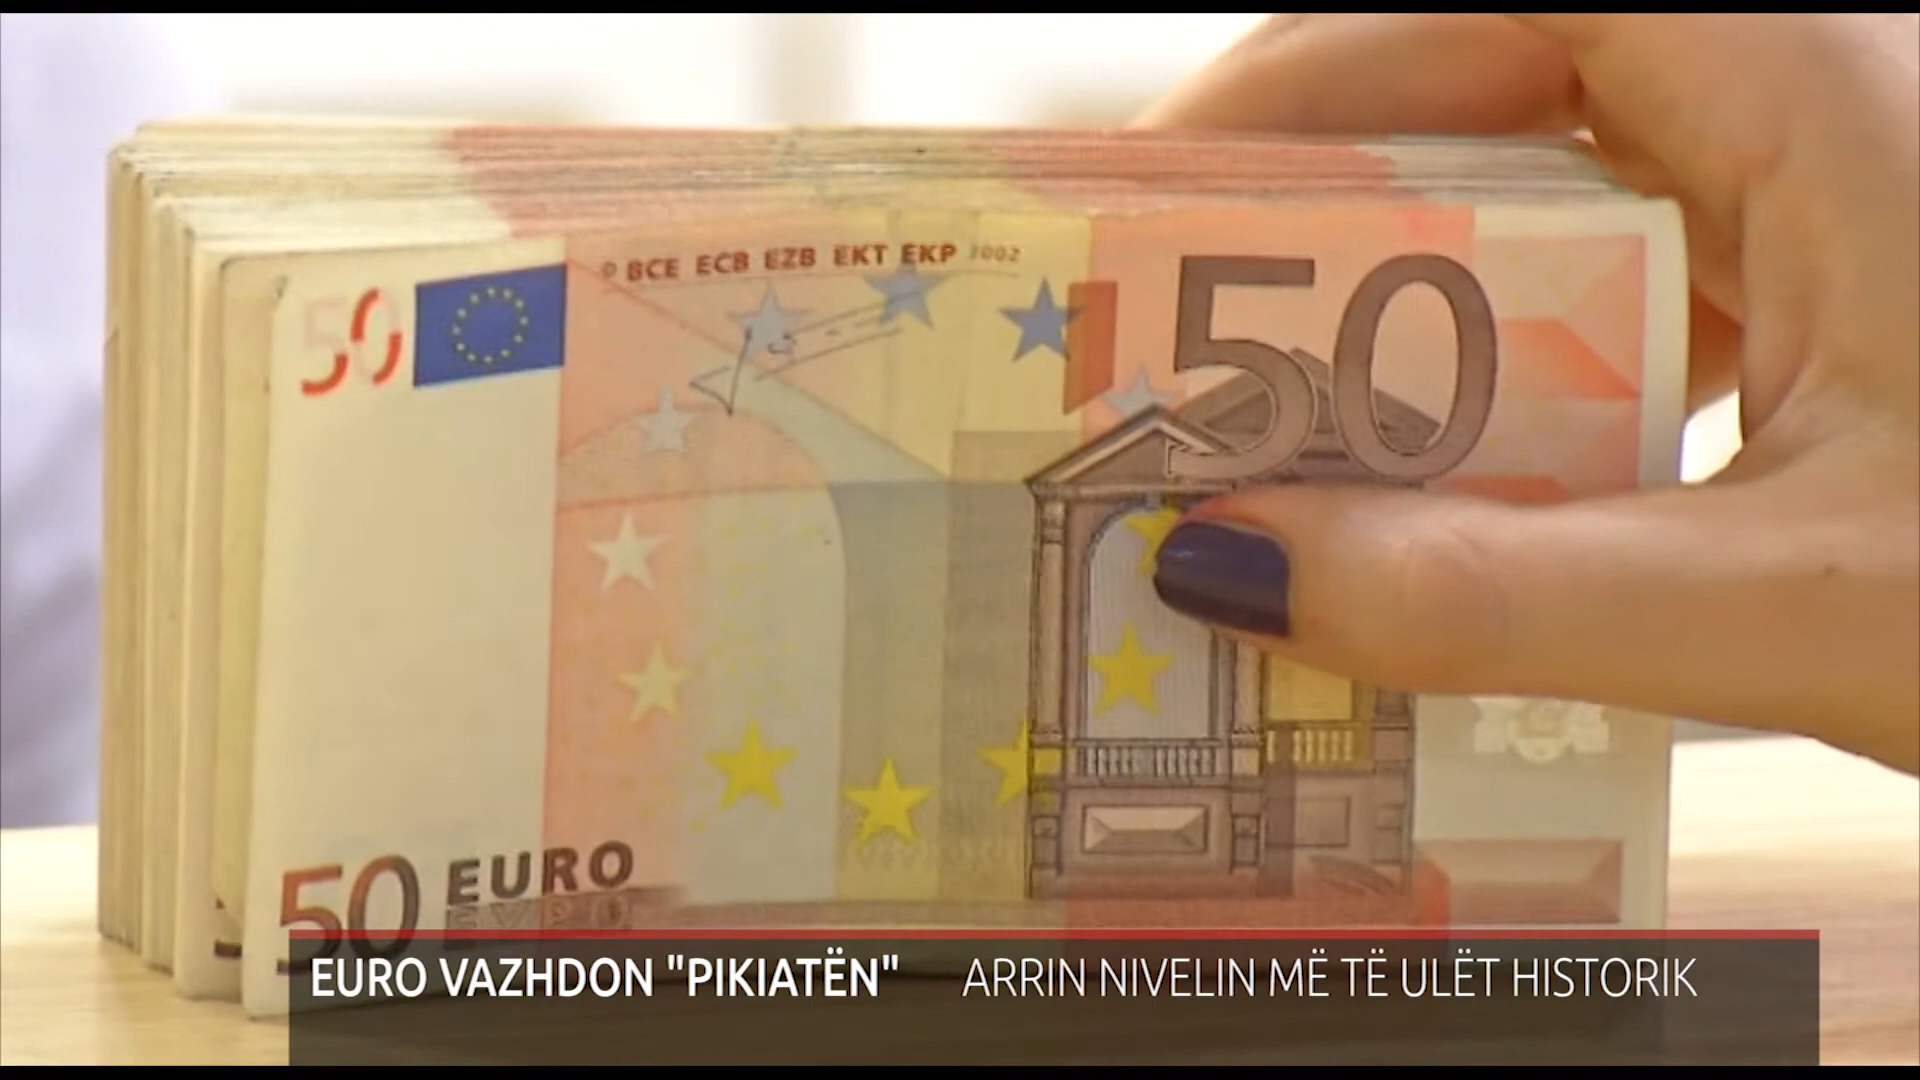 © BCE ECB EZB EKT EKP 2002
50
50
50 EURO
ΕΥΡΩ
EURO VAZHDON "PIKIATËN" ARRIN NIVELIN MË TË ULËT HISTORIK